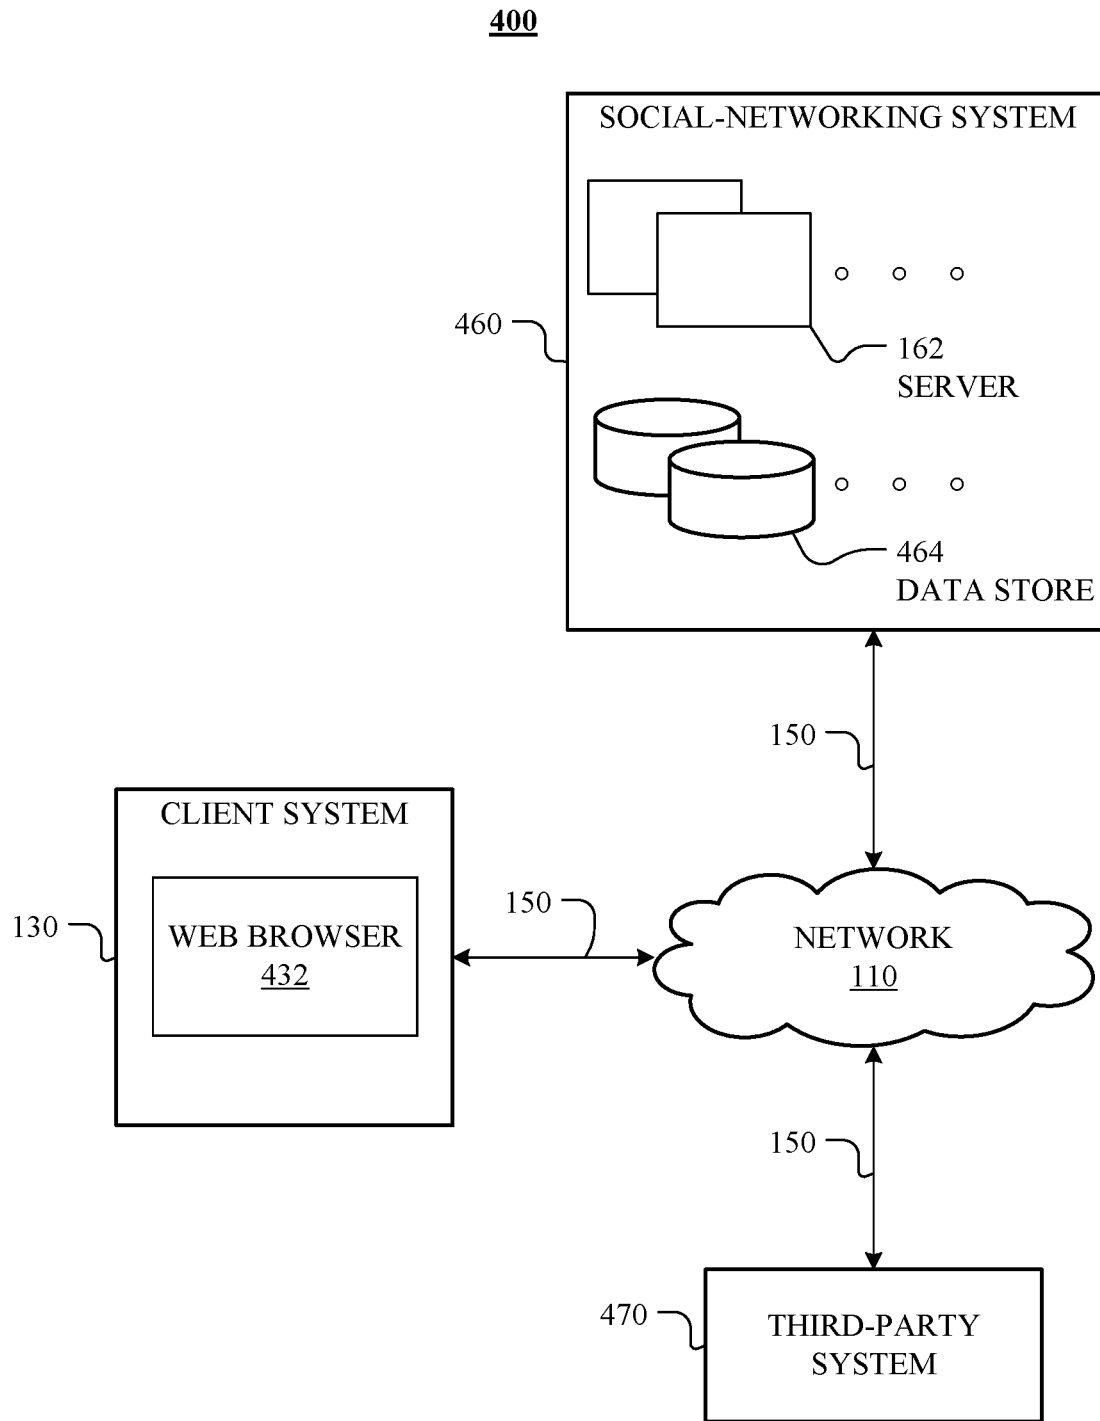 400
SOCIAL-NETWORKING SYSTEM
460
162
SERVER
464
DATA STORE
150
CLIENT SYSTEM
130
WEB BROWSER
432
150
NETWORK
110
150
470
THIRD-PARTY
SYSTEM